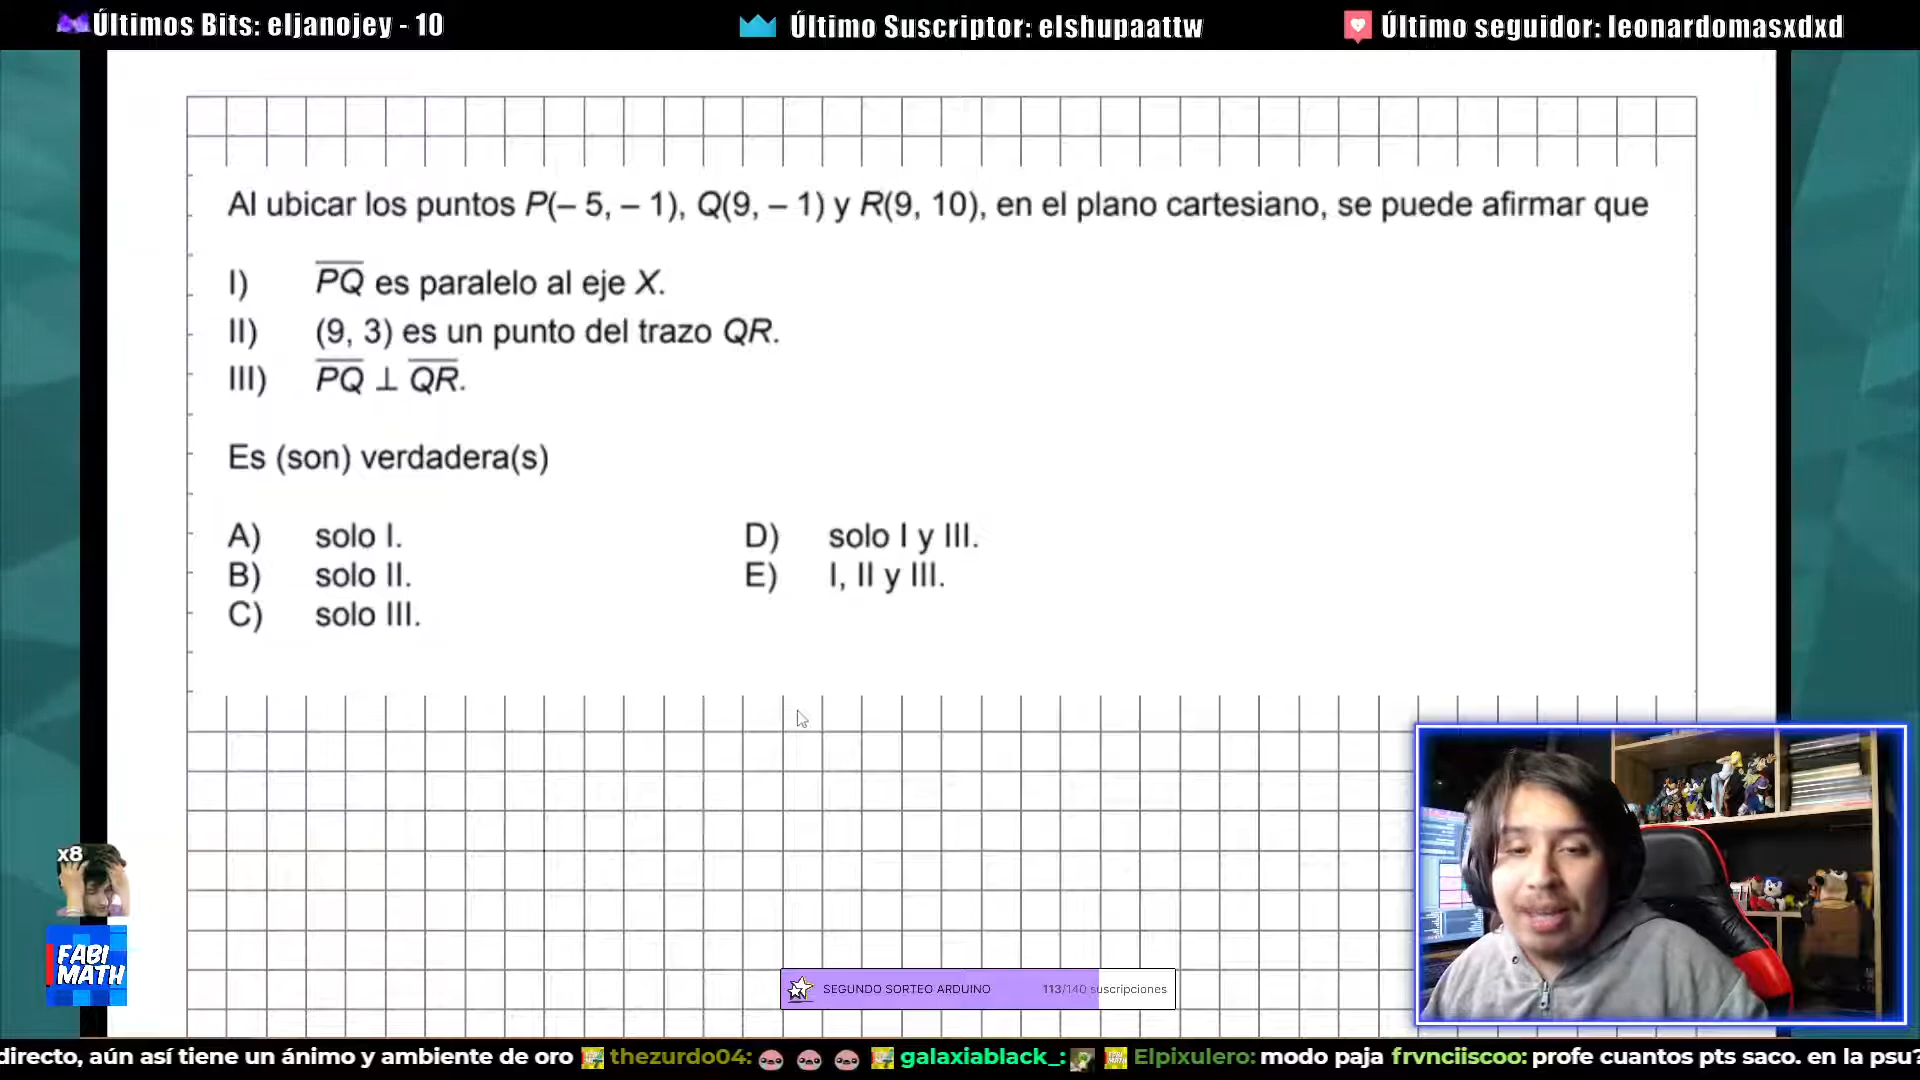 Últimos Bits: eljanojey - 10
Último Suscriptor: elshupaattw
Último seguidor: leonardomasxdxd
Al ubicar los puntos P(– 5, – 1), Q(9, – 1) y R(9, 10), en el plano cartesiano, se puede afirmar que
I) PQ es paralelo al eje X.
II) (9, 3) es un punto del trazo QR.
III) PQ ⊥ QR.
Es (son) verdadera(s)
A) solo I.
B) solo II.
C) solo III.
D) solo I y III.
E) I, II y III.
x8
FABI
MATH
SEGUNDO SORTEO ARDUINO 113/140 suscripciones
directo, aún así tiene un ánimo y ambiente de oro thezurdo04: galaxiablack_: Elpixulero: modo paja frvnciiscoo: profe cuantos pts saco. en la psu?